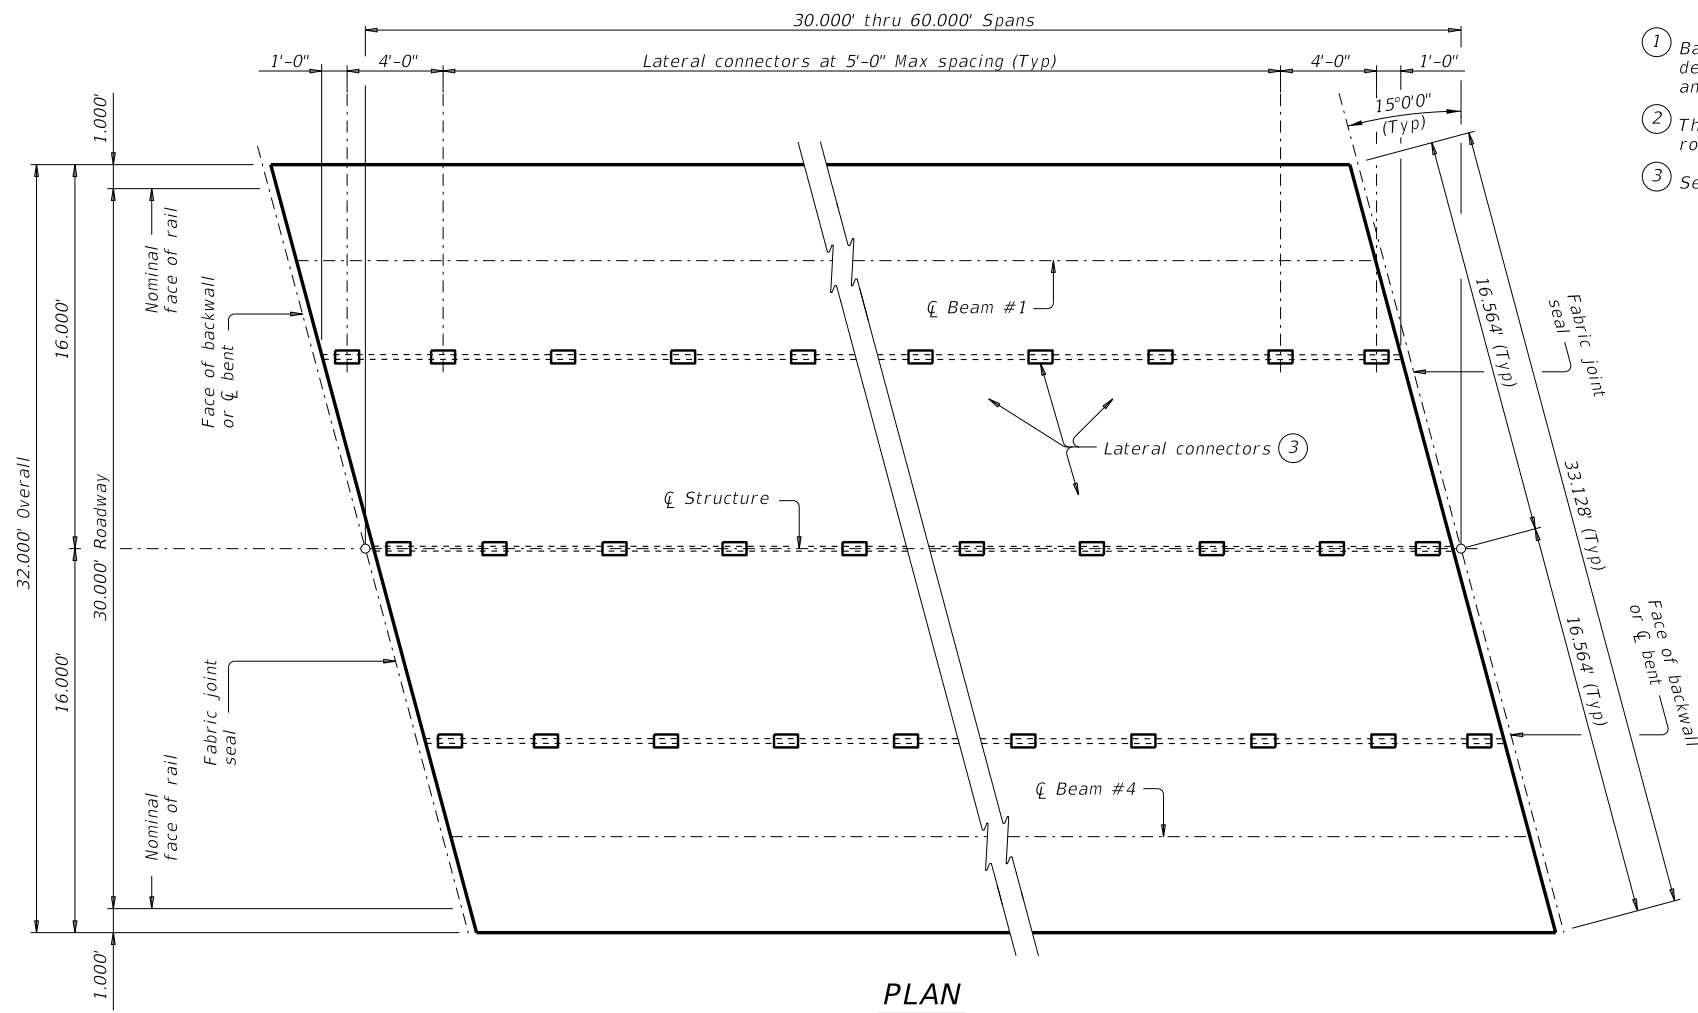 30.000' thru 60.000' Spans
1'-0"
4'-0"
Lateral connectors at 5'-0" Max spacing (Typ)
4'-0"
1'-0"
15°0'0"
(Typ)
1
2
3
Se
1.000'
Nominal
face of rail
16.000'
Face of backwall
or ℄ bent
℄ Beam #1
16.564' (Typ)
Fabric joint
seal
Lateral connectors 3
℄ Structure
32.000' Overall
30.000' Roadway
33.128' (Typ)
16.000'
Fabric joint
seal
16.564' (Typ)
Face of backwall
or ℄ bent
Nominal
face of rail
℄ Beam #4
1.000'
PLAN